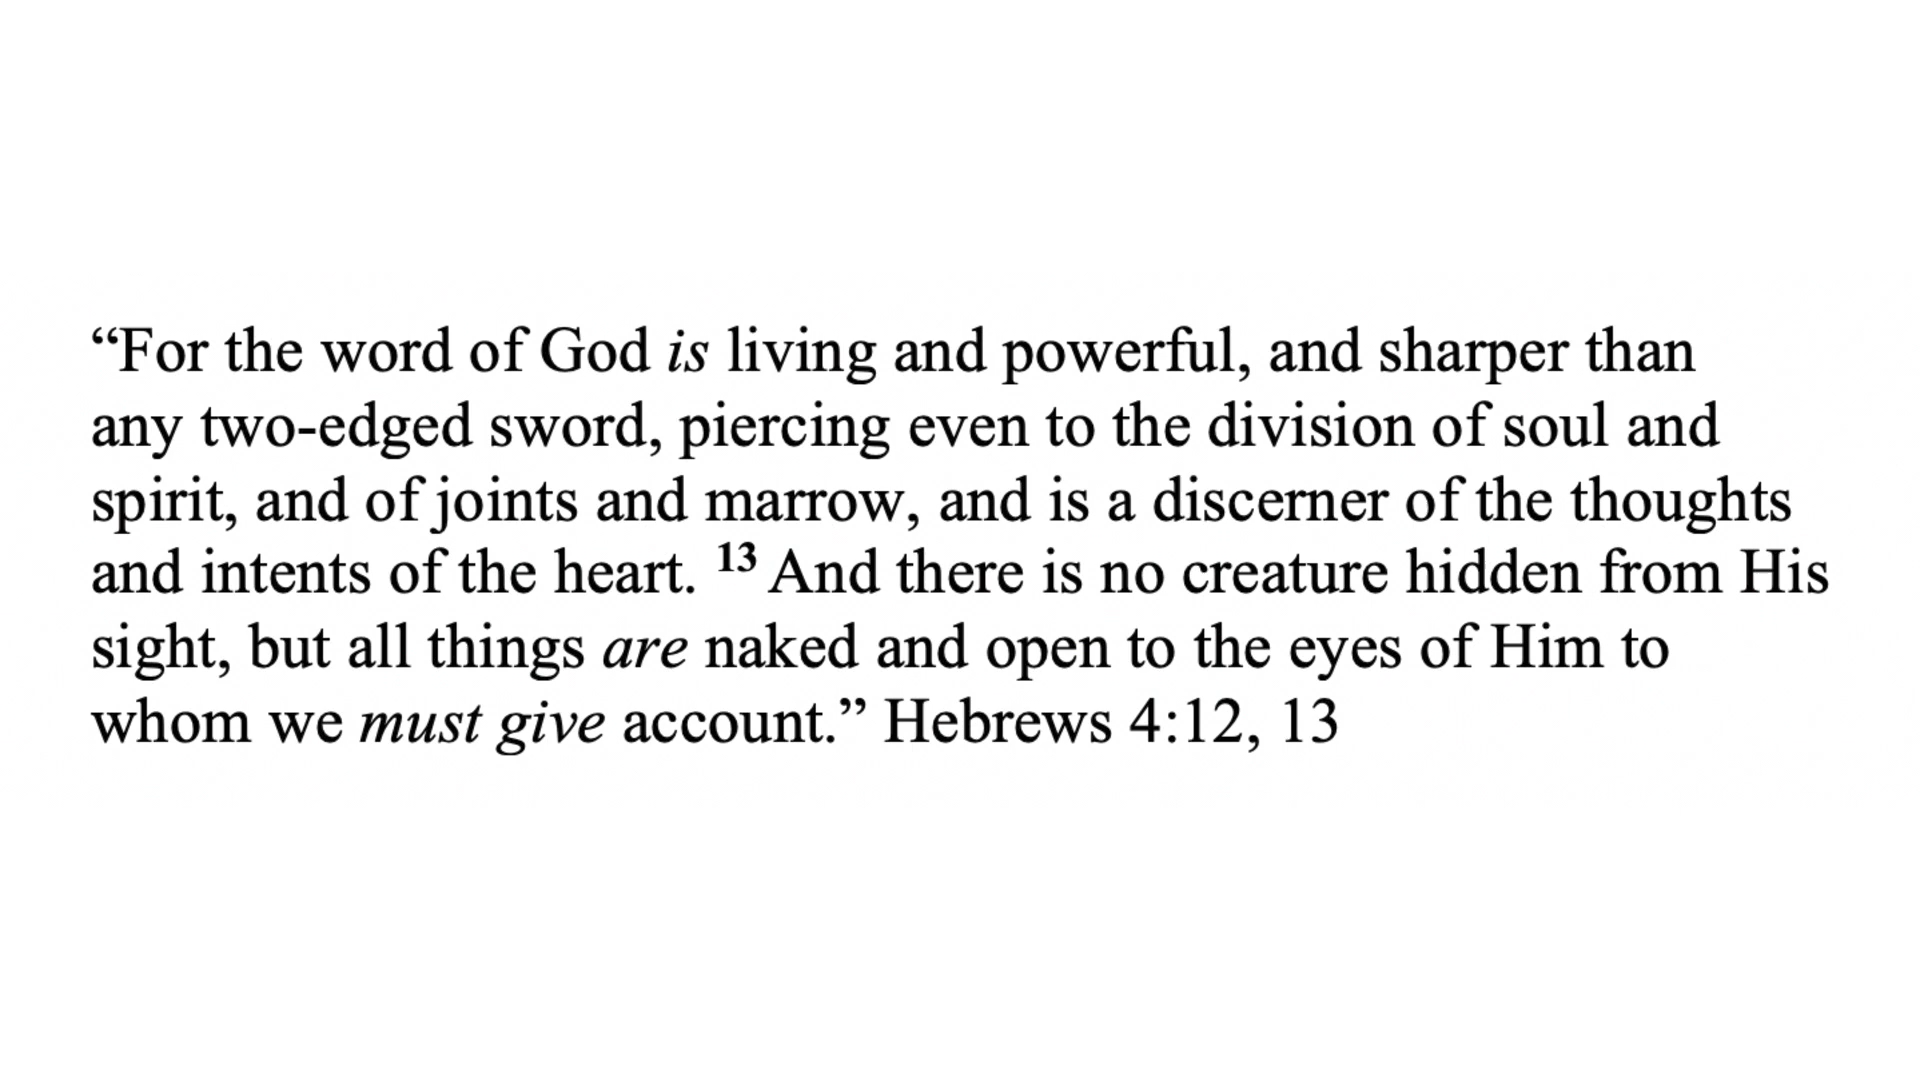 “For the word of God is living and powerful, and sharper than
any two-edged sword, piercing even to the division of soul and
spirit, and of joints and marrow, and is a discerner of the thoughts
and intents of the heart. 13 And there is no creature hidden from His
sight, but all things are naked and open to the eyes of Him to
whom we must give account.” Hebrews 4:12, 13